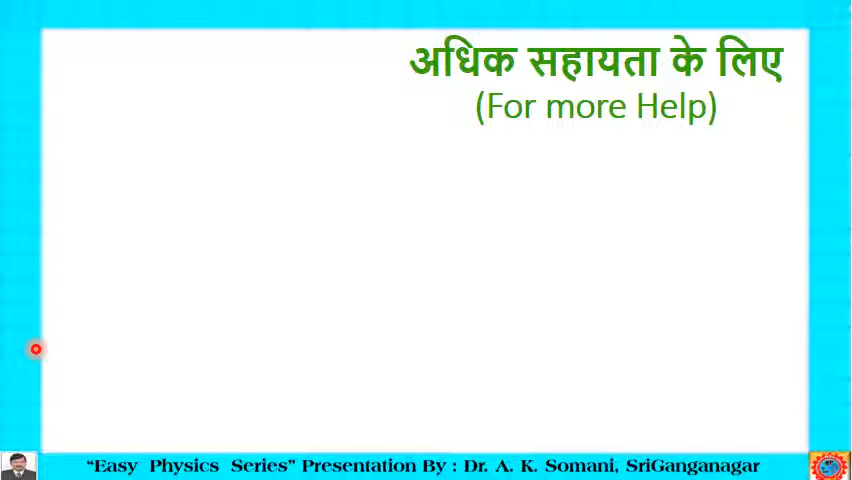 अधिक सहायता के लिए
(For more Help)
“Easy Physics Series” Presentation By : Dr. A. K. Somani, SriGanganagar